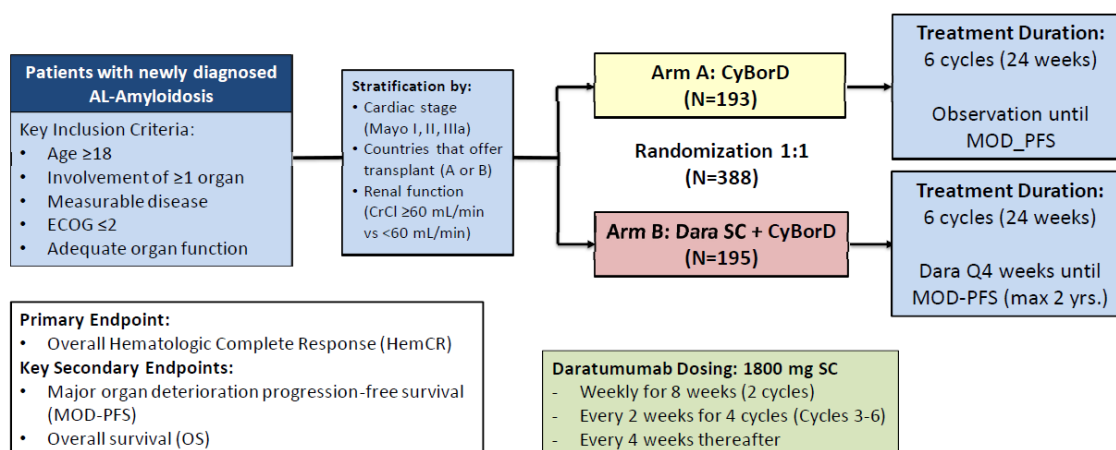 Patients with newly diagnosed
AL-Amyloidosis
Key Inclusion Criteria:
• Age ≥18
• Involvement of ≥1 organ
• Measurable disease
• ECOG ≤2
• Adequate organ function
Stratification by:
• Cardiac stage
(Mayo I, II, IIIa)
• Countries that offer
transplant (A or B)
• Renal function
(CrCl ≥60 mL/min
vs <60 mL/min)
Arm A: CyBorD
(N=193)
Randomization 1:1
(N=388)
Arm B: Dara SC + CyBorD
(N=195)
Treatment Duration:
6 cycles (24 weeks)
Observation until
MOD_PFS
Treatment Duration:
6 cycles (24 weeks)
Dara Q4 weeks until
MOD-PFS (max 2 yrs.)
Primary Endpoint:
• Overall Hematologic Complete Response (HemCR)
Key Secondary Endpoints:
• Major organ deterioration progression-free survival
(MOD-PFS)
• Overall survival (OS)
Daratumumab Dosing: 1800 mg SC
- Weekly for 8 weeks (2 cycles)
- Every 2 weeks for 4 cycles (Cycles 3-6)
- Every 4 weeks thereafter